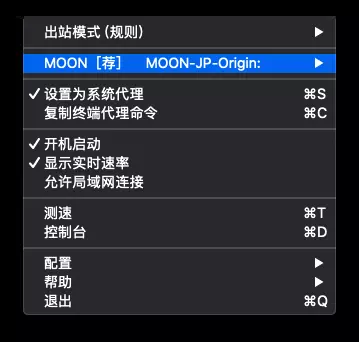 出站模式 (规则) ▶
MOON［荐］ MOON-JP-Origin: ▶
✓ 设置为系统代理 ⌘S
复制终端代理命令 ⌘C
✓ 开机启动
✓ 显示实时速率
允许局域网连接
测速 ⌘T
控制台 ⌘D
配置 ▶
帮助 ▶
退出 ⌘Q